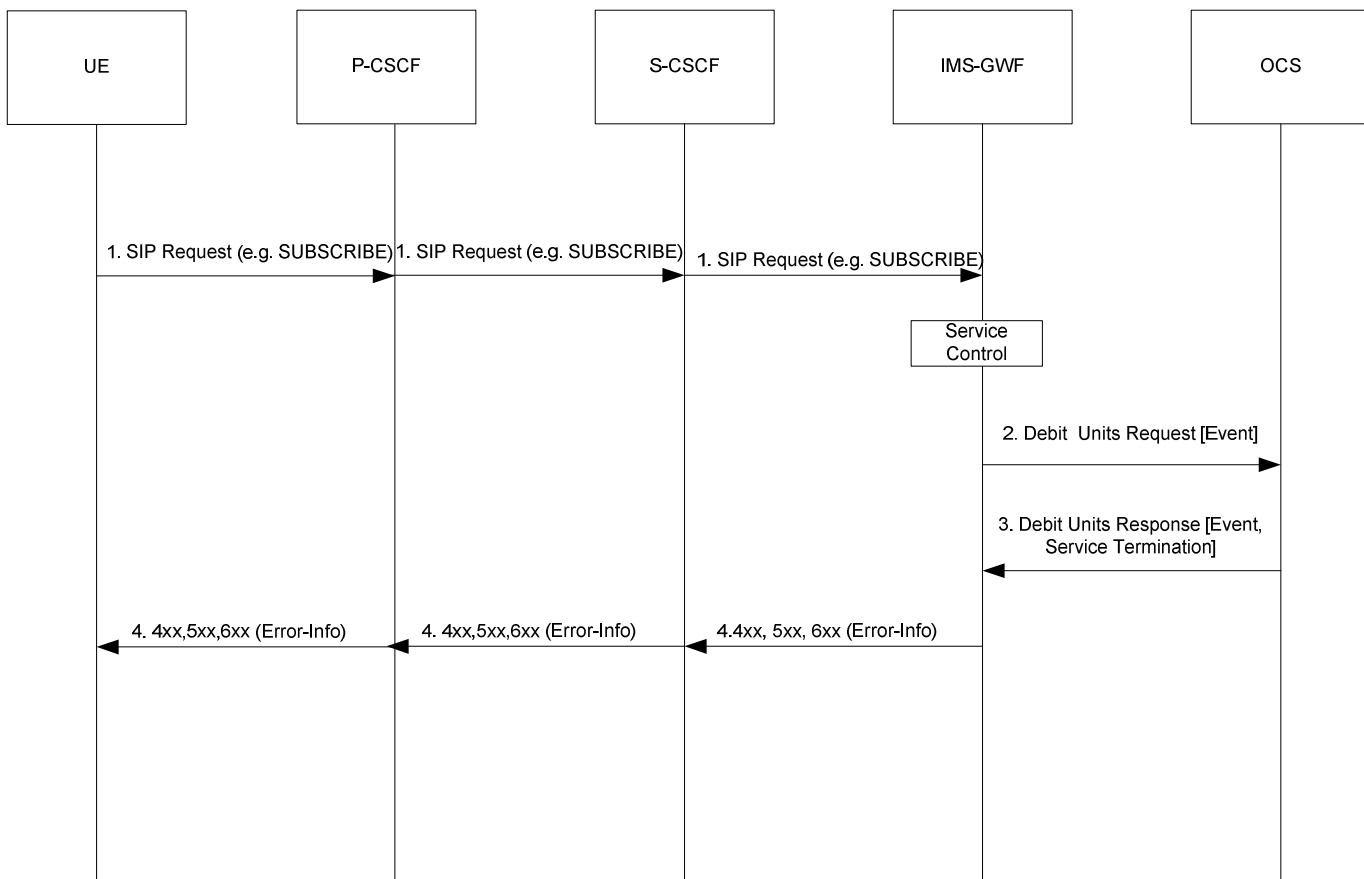 UE
P-CSCF
S-CSCF
IMS-GWF
OCS
1. SIP Request (e.g. SUBSCRIBE)
1. SIP Request (e.g. SUBSCRIBE)
1. SIP Request (e.g. SUBSCRIBE)
Service
Control
2. Debit Units Request [Event]
3. Debit Units Response [Event,
Service Termination]
4. 4xx,5xx,6xx (Error-Info)
4. 4xx,5xx,6xx (Error-Info)
4.4xx, 5xx, 6xx (Error-Info)